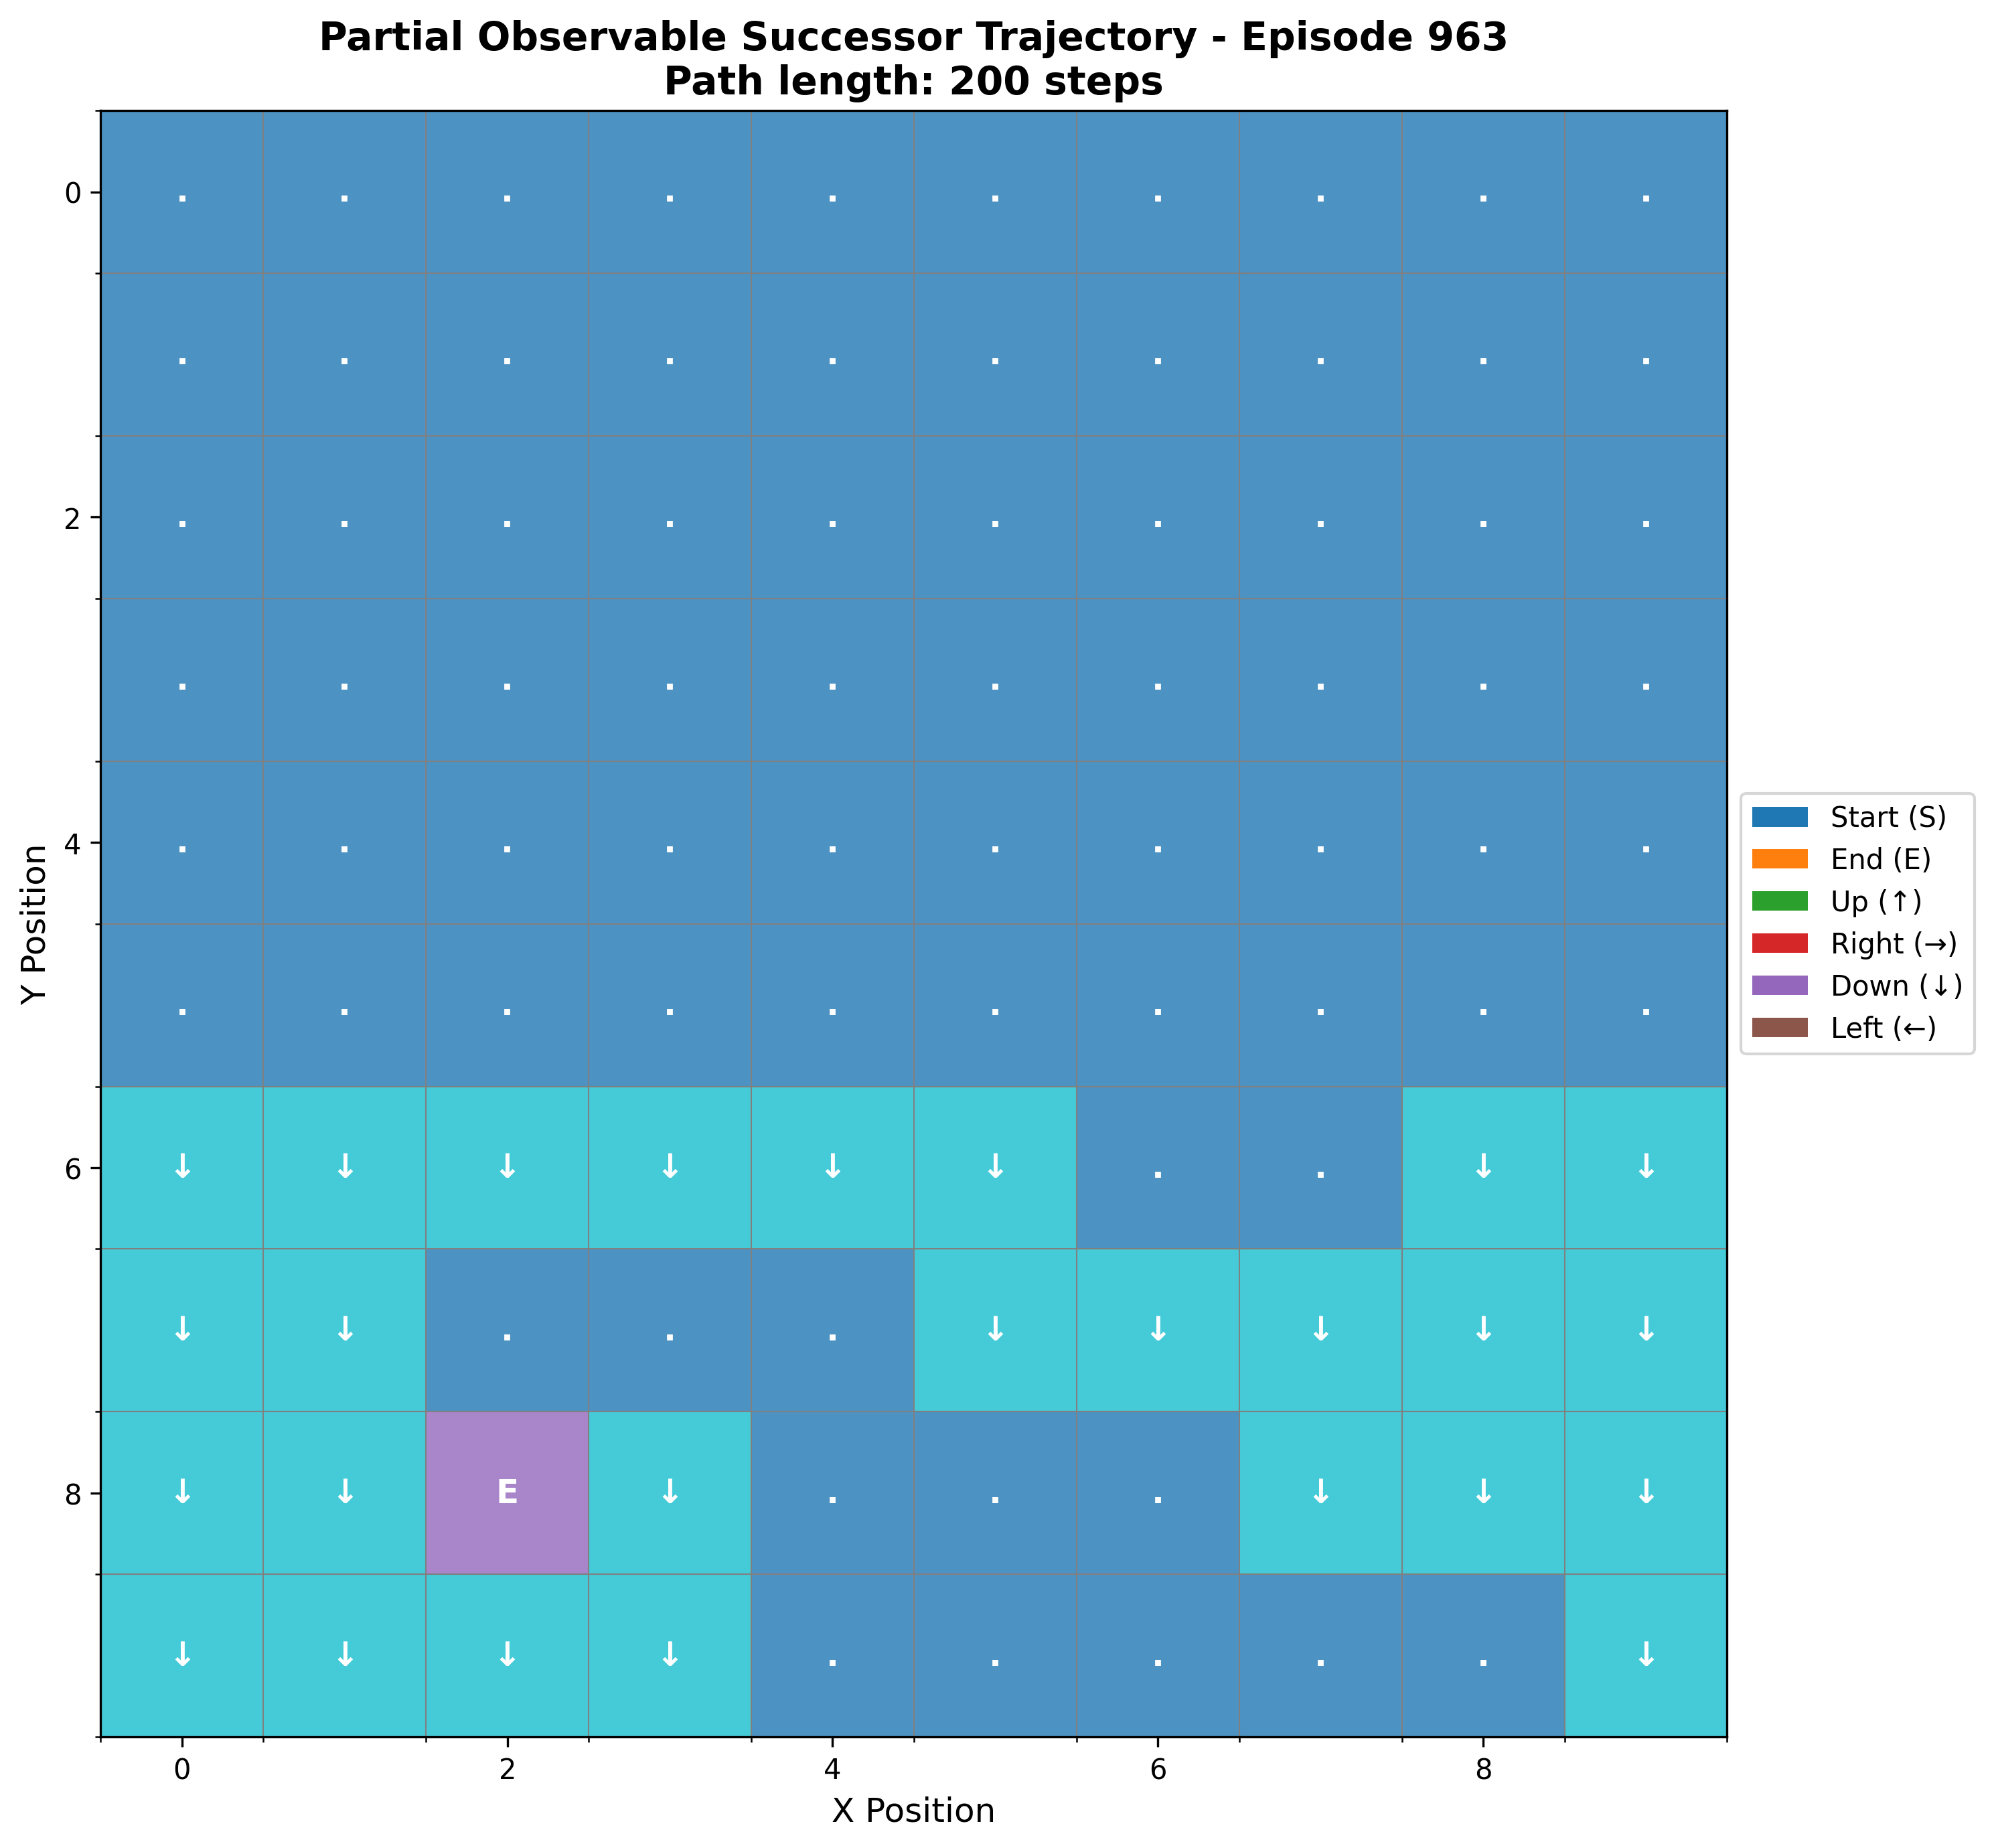 Partial Observable Successor Trajectory - Episode 963
Path length: 200 steps
0 . . . . . . . . . .
. . . . . . . . . .
2 . . . . . . . . . .
. . . . . . . . . .
4 . . . . . . . . . .
. . . . . . . . . .
6 ↓ ↓ ↓ ↓ ↓ ↓ . . ↓ ↓
↓ ↓ . . . ↓ ↓ ↓ ↓ ↓
8 ↓ ↓ E ↓ . . . ↓ ↓ ↓
↓ ↓ ↓ ↓ . . . . . ↓
0 2 4 6 8
X Position
Y Position
Start (S)
End (E)
Up (↑)
Right (→)
Down (↓)
Left (←)